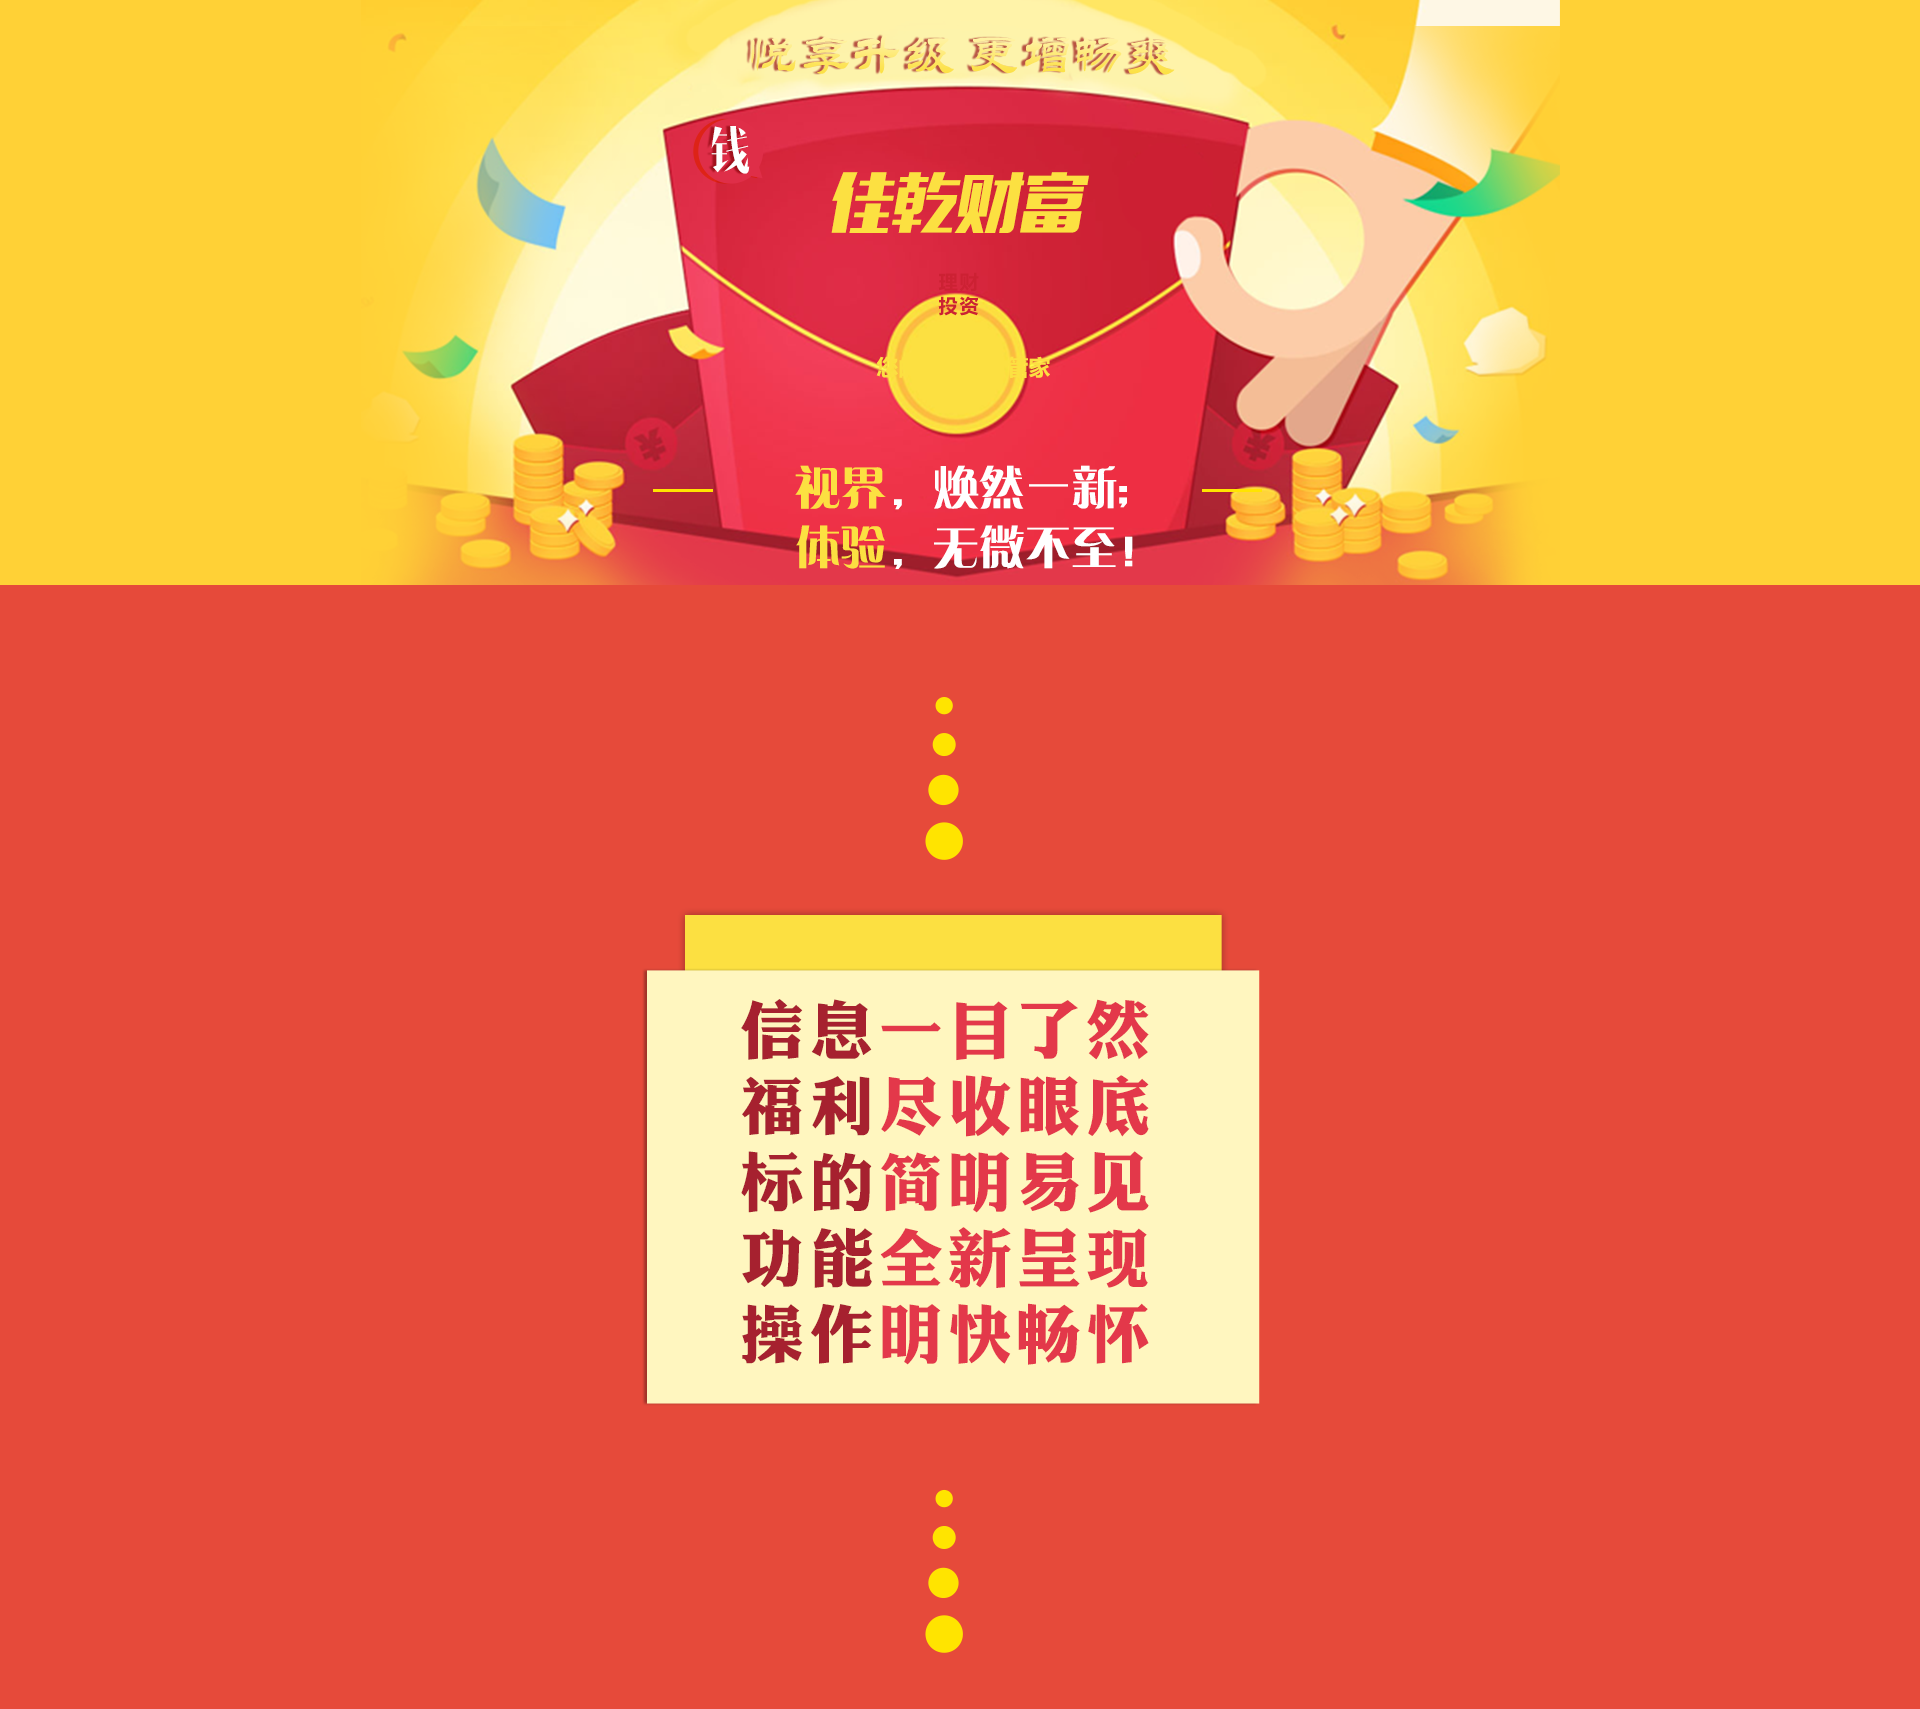 悦享升级 更增畅爽
钱
佳乾财富
理财
投资
管家
视界，焕然一新；
体验，无微不至！
信息一目了然
福利尽收眼底
标的简明易见
功能全新呈现
操作明快畅怀